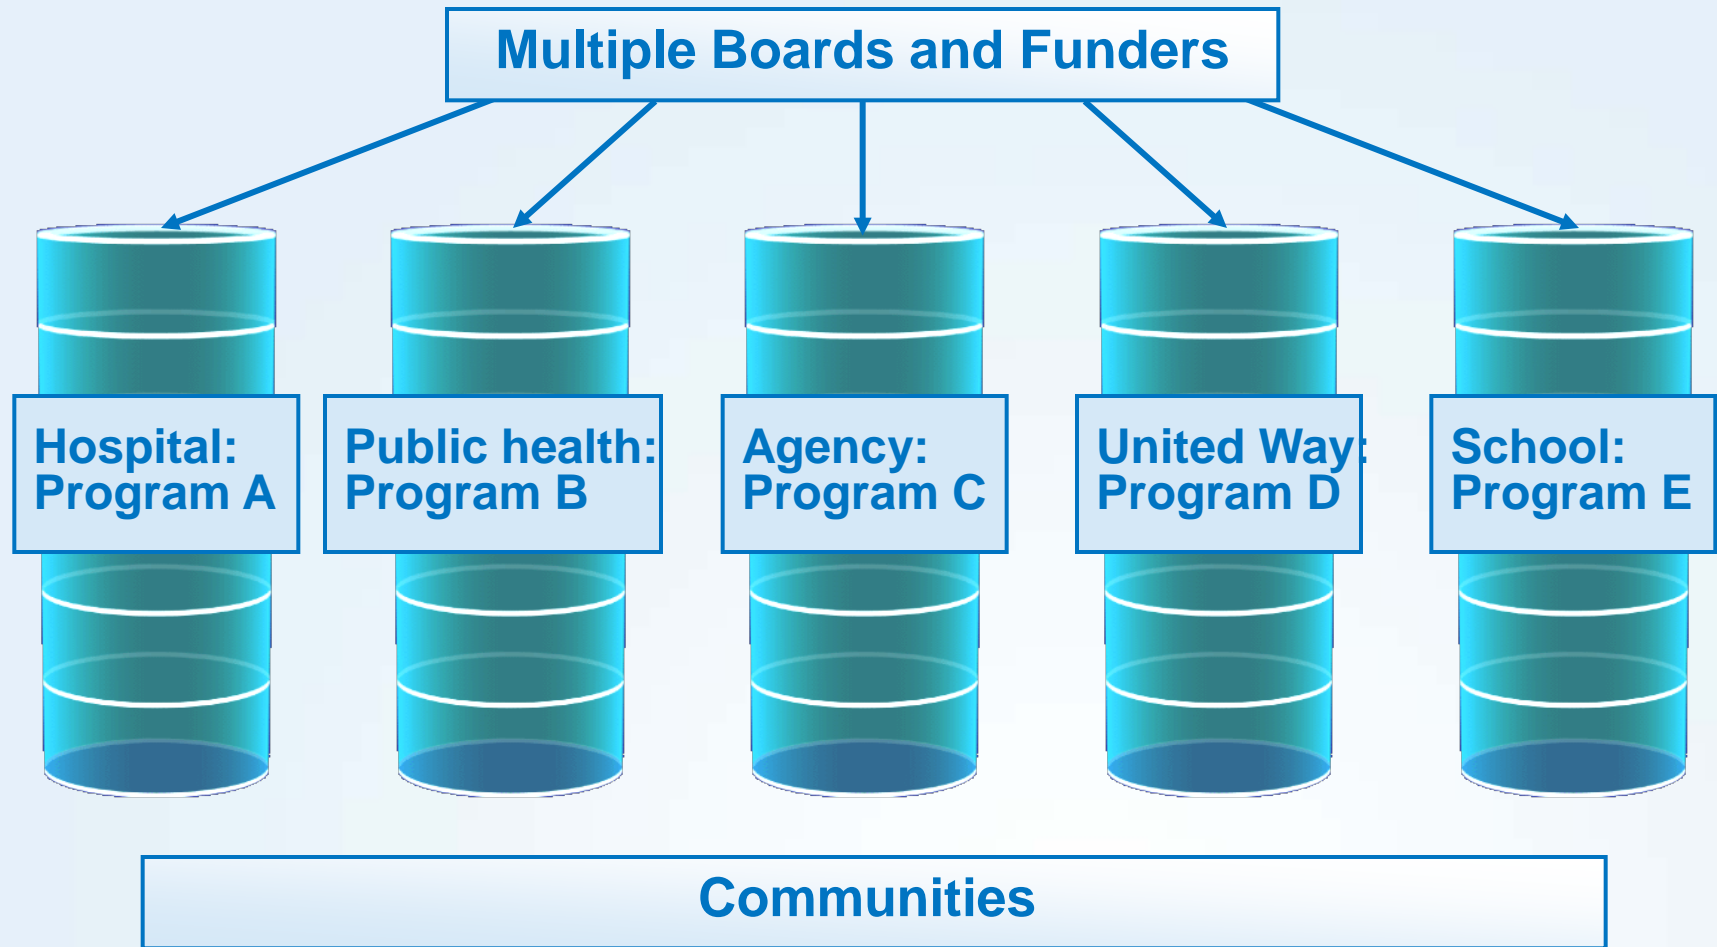 Multiple Boards and Funders
Hospital:
Program A
Public health:
Program B
Agency:
Program C
United Way:
Program D
School:
Program E
Communities